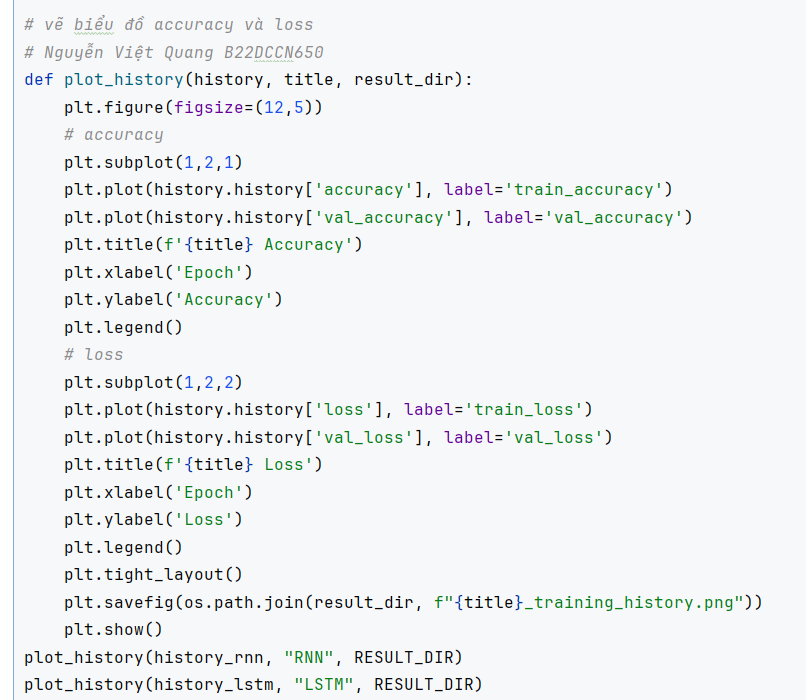 # vẽ biểu đồ accuracy và loss
# Nguyễn Việt Quang B22DCCN650
def plot_history(history, title, result_dir):
    plt.figure(figsize=(12,5))
    # accuracy
    plt.subplot(1,2,1)
    plt.plot(history.history['accuracy'], label='train_accuracy')
    plt.plot(history.history['val_accuracy'], label='val_accuracy')
    plt.title(f'{title} Accuracy')
    plt.xlabel('Epoch')
    plt.ylabel('Accuracy')
    plt.legend()
    # loss
    plt.subplot(1,2,2)
    plt.plot(history.history['loss'], label='train_loss')
    plt.plot(history.history['val_loss'], label='val_loss')
    plt.title(f'{title} Loss')
    plt.xlabel('Epoch')
    plt.ylabel('Loss')
    plt.legend()
    plt.tight_layout()
    plt.savefig(os.path.join(result_dir, f"{title}_training_history.png"))
    plt.show()
plot_history(history_rnn, "RNN", RESULT_DIR)
plot_history(history_lstm, "LSTM", RESULT_DIR)